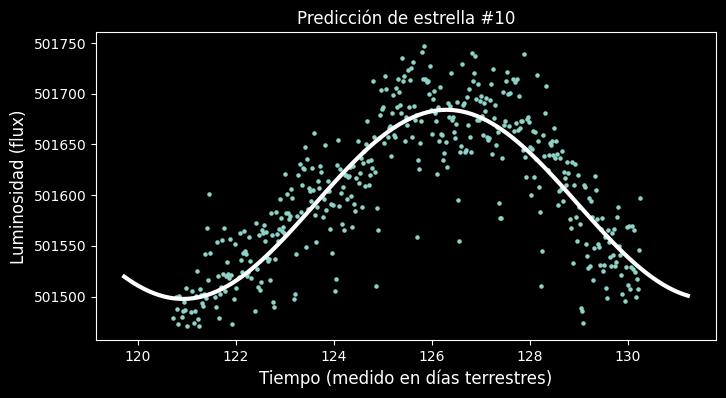 Predicción de estrella #10
Luminosidad (flux)
501750
501700
501650
501600
501550
501500
120 122 124 126 128 130
Tiempo (medido en días terrestres)